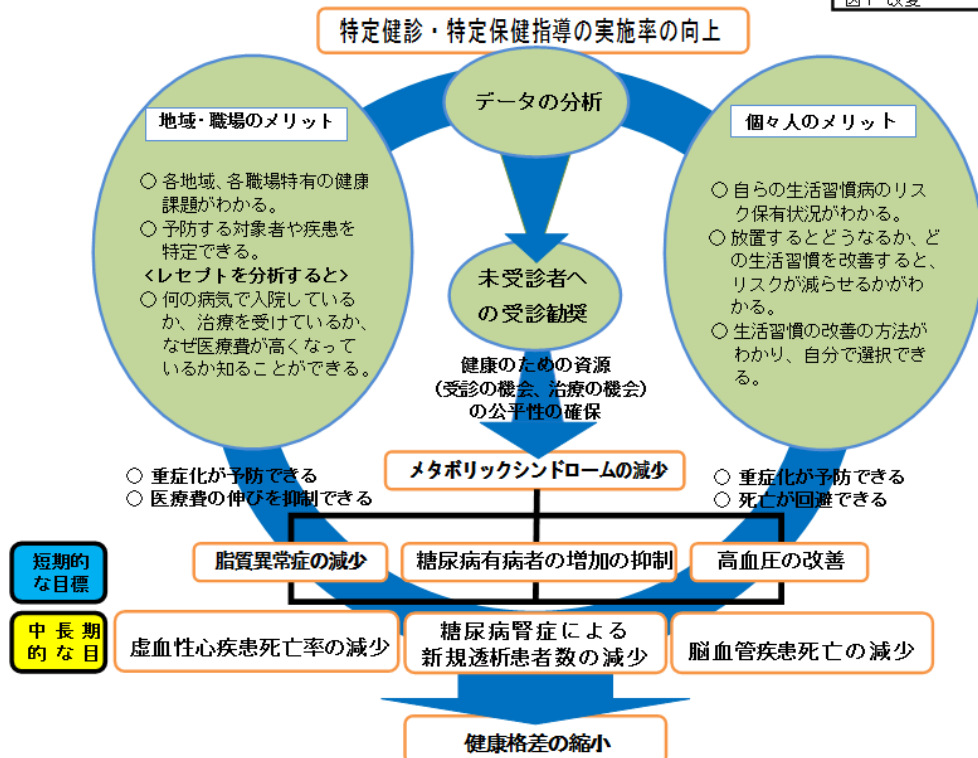 図1 改変
特定健診・特定保健指導の実施率の向上
データの分析
地域・職場のメリット
○ 各地域、各職場特有の健康
課題がわかる。
○ 予防する対象者や疾患を
特定できる。
<レセプトを分析すると>
○ 何の病気で入院している
か、治療を受けているか、
なぜ医療費が高くなって
いるか知ることができる。
個々人のメリット
○ 自らの生活習慣病のリス
ク保有状況がわかる。
○ 放置するとどうなるか、ど
の生活習慣を改善すると、
リスクが減らせるかがわ
かる。
○ 生活習慣の改善の方法が
わかり、自分で選択でき
る。
未受診者へ
の受診勧奨
健康のための資源
(受診の機会、治療の機会)
の公平性の確保
○ 重症化が予防できる
○ 医療費の伸びを抑制できる
メタボリックシンドロームの減少
○ 重症化が予防できる
○ 死亡が回避できる
短期的
な目標
脂質異常症の減少
糖尿病有病者の増加の抑制
高血圧の改善
中長期
的な目
虚血性心疾患死亡率の減少
糖尿病腎症による
新規透析患者数の減少
脳血管疾患死亡の減少
健康格差の縮小